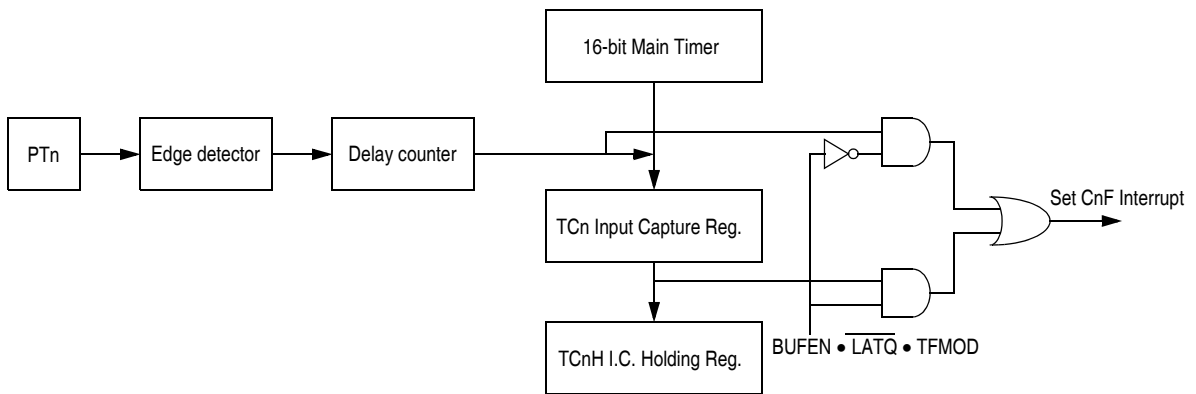 16-bit Main Timer
PTn
Edge detector
Delay counter
TCn Input Capture Reg.
Set CnF Interrupt
TCnH I.C. Holding Reg.
BUFEN • L̅A̅T̅Q̅ • TFMOD